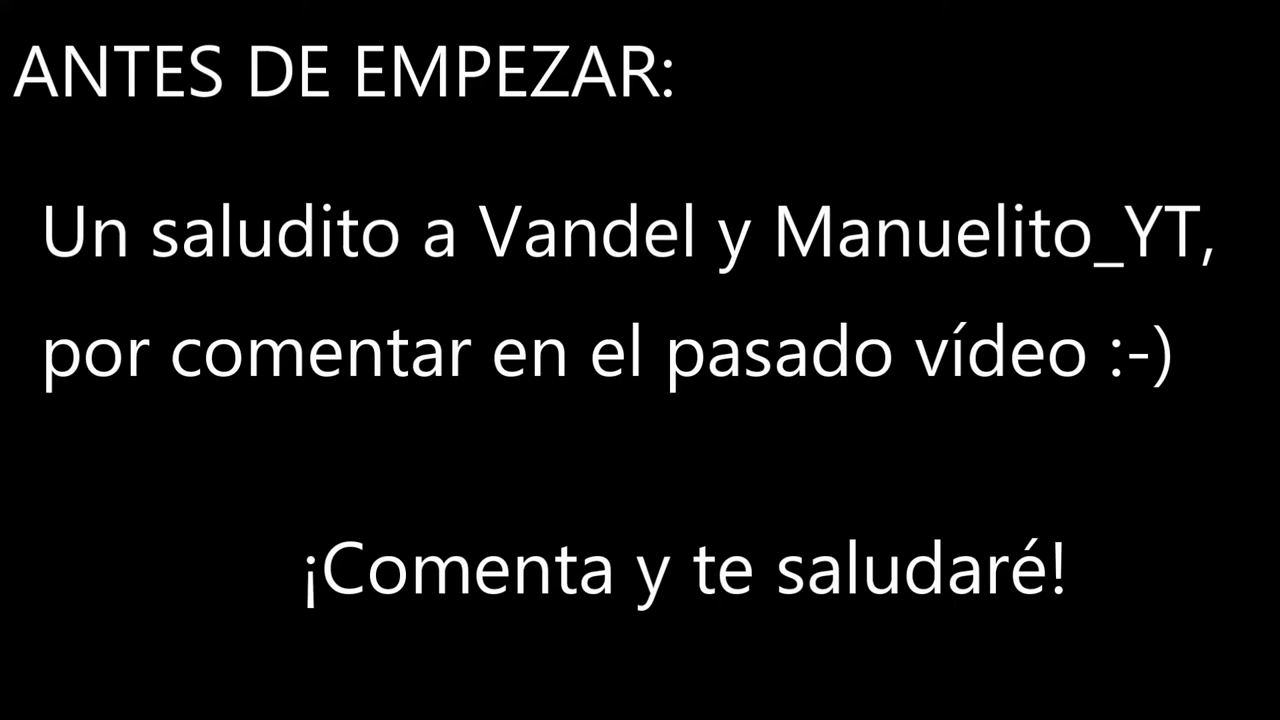 ANTES DE EMPEZAR:
Un saludito a Vandel y Manuelito_YT,
por comentar en el pasado vídeo :-)
¡Comenta y te saludaré!